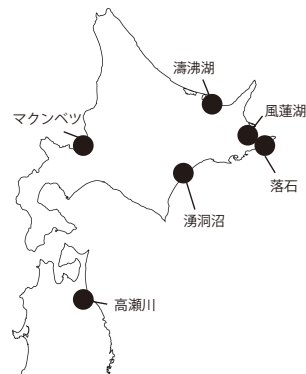 濤沸湖
マクンベツ
風蓮湖
落石
湧洞沼
高瀬川